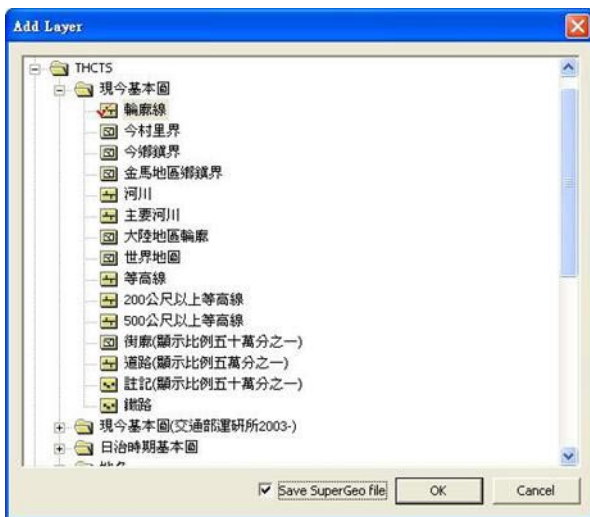 Add Layer
THCTS
現今基本圖
輪廓線
今村里界
今鄉鎮界
金馬地區鄉鎮界
河川
主要河川
大陸地區輪廓
世界地圖
等高線
200公尺以上等高線
500公尺以上等高線
街廓(顯示比例五十萬分之一)
道路(顯示比例五萬分之一)
註記(顯示比例五十萬分之一)
鐵路
現今基本圖(交通部運研所2003-)
日治時期基本圖
Save SuperGeo file
OK
Cancel